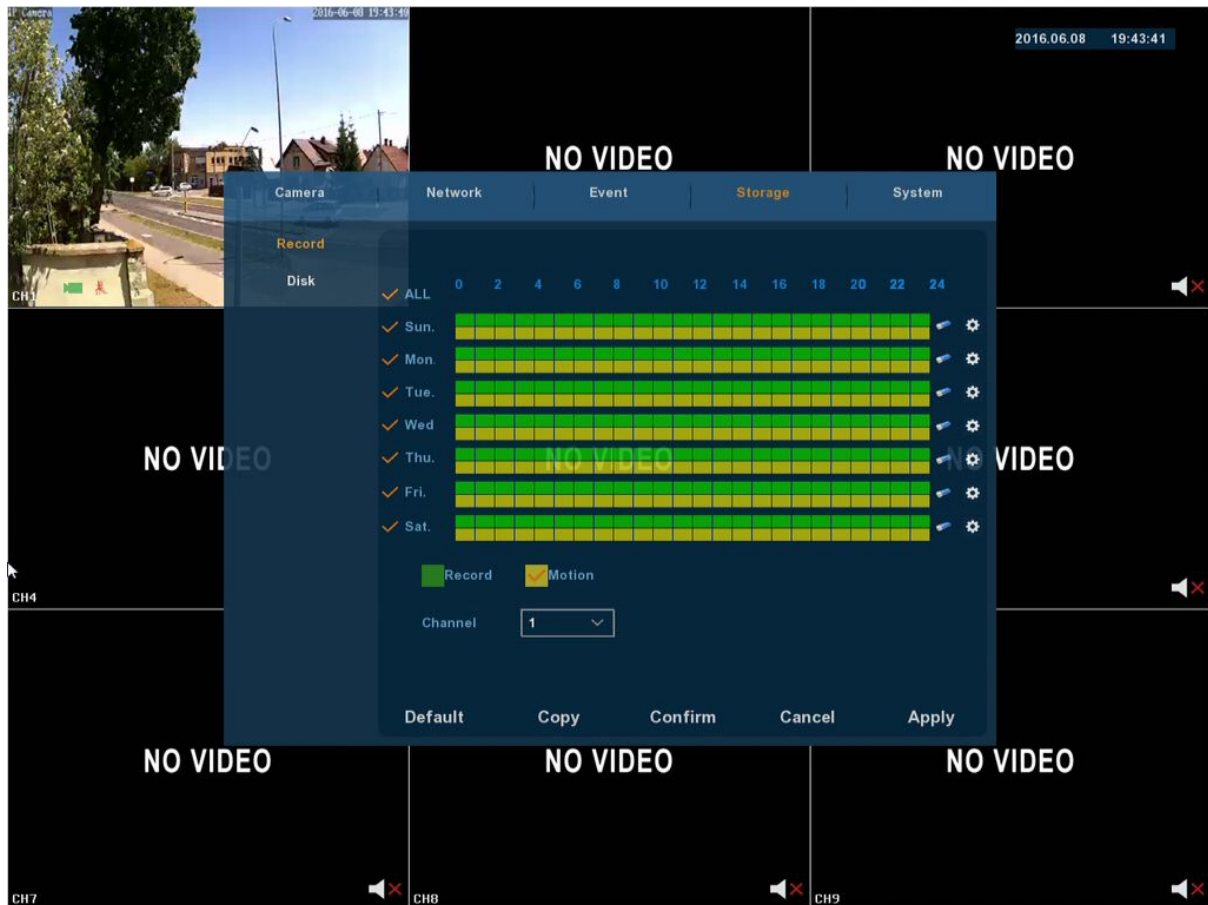 IP Camera 2016-06-08 19:43:40
2016.06.08 19:43:41
NO VIDEO NO VIDEO
Camera Network Event Storage System
Record
Disk
CH1
ALL 0 2 4 6 8 10 12 14 16 18 20 22 24
Sun.
Mon.
Tue.
Wed
NO VIDEO NO VIDEO NO VIDEO
Thu.
Fri.
Sat.
Record Motion
CH4
Channel 1
Default Copy Confirm Cancel Apply
NO VIDEO NO VIDEO NO VIDEO
CH7 CH8 CH9